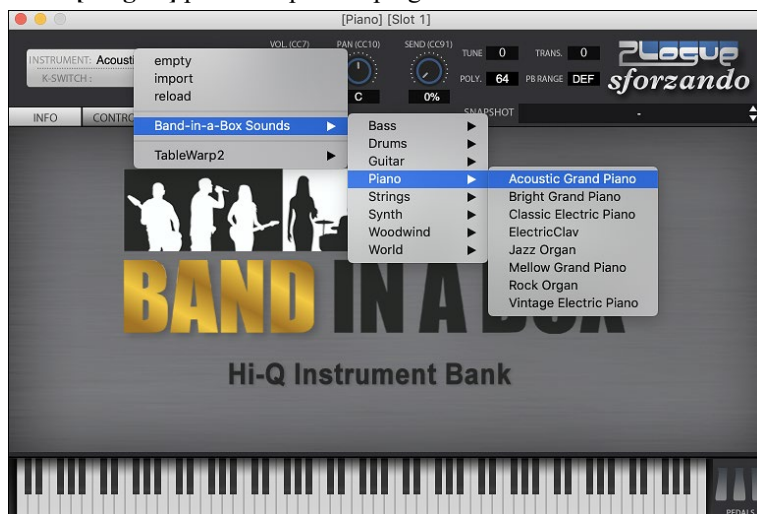 [Piano] [Slot 1]
INSTRUMENT: Acousti
VOL. (CC7)
PAN (CC10)
SEND (CC91)
TUNE 0
TRANS. 0
Plogue
K-SWITCH :
C
0%
POLY. 64
PB RANGE DEF
sforzando
INFO
CONTRO
SNAPSHOT
-
empty
import
reload
Band-in-a-Box Sounds
TableWarp2
Bass
Drums
Guitar
Piano
Strings
Synth
Woodwind
World
Acoustic Grand Piano
Bright Grand Piano
Classic Electric Piano
ElectricClav
Jazz Organ
Mellow Grand Piano
Rock Organ
Vintage Electric Piano
BAND IN A BOX
Hi-Q Instrument Bank
PEDALS